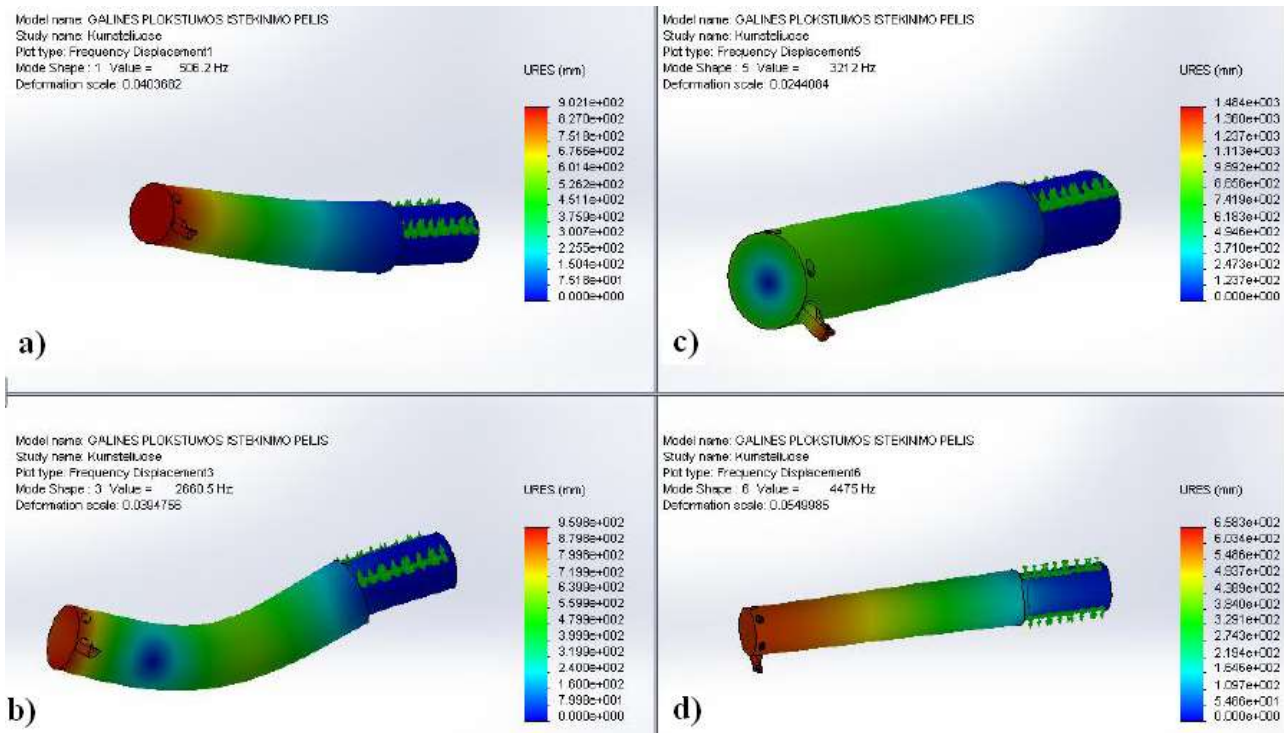 Model name: GALINES PLOKSTUMOS ISTEKINIMO PEILIS
Study name: Kumsteliuose
Plot type: Frequency Displacement1
Mode Shape : 1 Value = 506.2 Hz
Deformation scale: 0.0403682
URES (mm)
9.021e+002
8.270e+002
7.518e+002
6.766e+002
6.014e+002
5.262e+002
4.511e+002
3.759e+002
3.007e+002
2.255e+002
1.504e+002
7.518e+001
0.000e+000
a)
Model name: GALINES PLOKSTUMOS ISTEKINIMO PEILIS
Study name: Kumsteliuose
Plot type: Frequency Displacement5
Mode Shape : 5 Value = 3212 Hz
Deformation scale: 0.0244084
URES (mm)
1.484e+003
1.360e+003
1.237e+003
1.113e+003
9.892e+002
8.656e+002
7.419e+002
6.183e+002
4.946e+002
3.710e+002
2.473e+002
1.237e+002
0.000e+000
c)
Model name: GALINES PLOKSTUMOS ISTEKINIMO PEILIS
Study name: Kumsteliuose
Plot type: Frequency Displacement3
Mode Shape : 3 Value = 2660.5 Hz
Deformation scale: 0.0394756
URES (mm)
9.598e+002
8.798e+002
7.998e+002
7.199e+002
6.399e+002
5.599e+002
4.799e+002
3.999e+002
3.199e+002
2.400e+002
1.600e+002
7.998e+001
0.000e+000
b)
Model name: GALINES PLOKSTUMOS ISTEKINIMO PEILIS
Study name: Kumsteliuose
Plot type: Frequency Displacement6
Mode Shape : 6 Value = 4475 Hz
Deformation scale: 0.0549985
URES (mm)
6.583e+002
6.034e+002
5.486e+002
4.937e+002
4.389e+002
3.840e+002
3.291e+002
2.743e+002
2.194e+002
1.646e+002
1.097e+002
5.486e+001
0.000e+000
d)